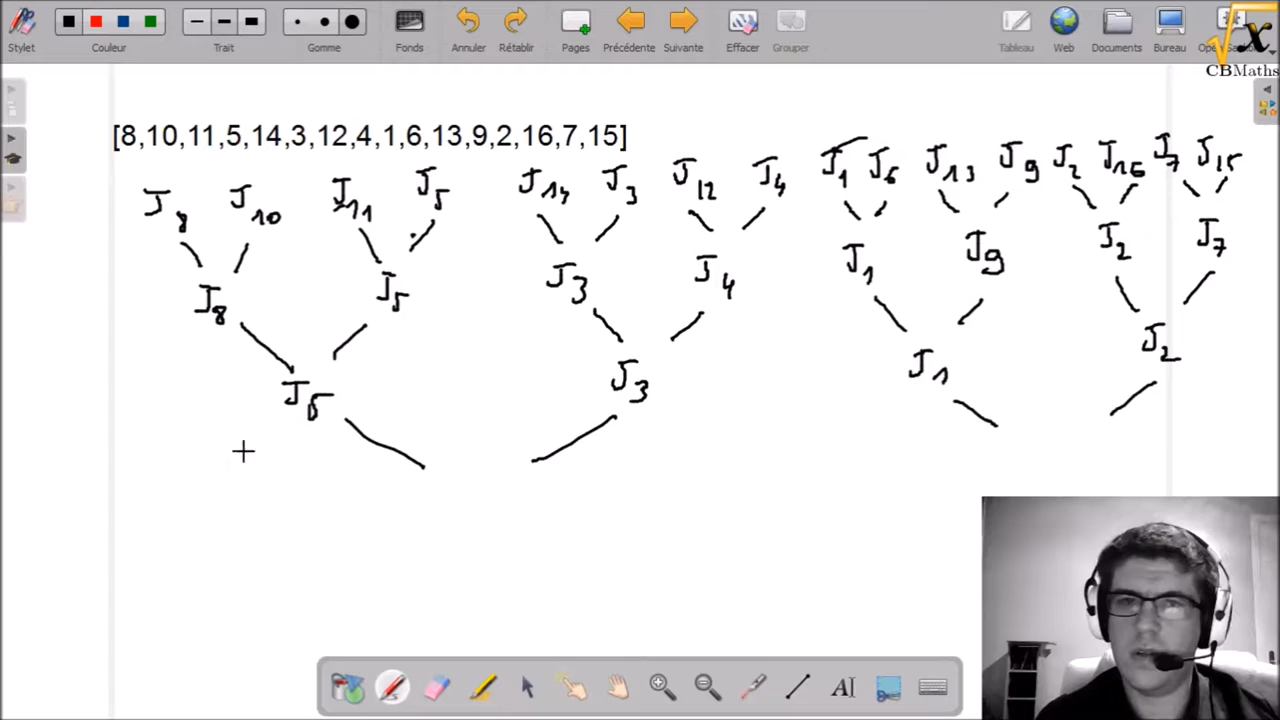 Stylet Couleur Trait Gomme Fonds Annuler Rétablir Pages Précédente Suivante Effacer Grouper Tableau Web Documents Bureau
√x
CBMaths
[8,10,11,5,14,3,12,4,1,6,13,9,2,16,7,15]
J8 J10 J11 J5 J14 J3 J12 J4 J1 J6 J13 J9 J2 J16 J7 J15
J8 J5 J3 J4 J1 J9 J2 J7
J5 J3 J1 J2
AI